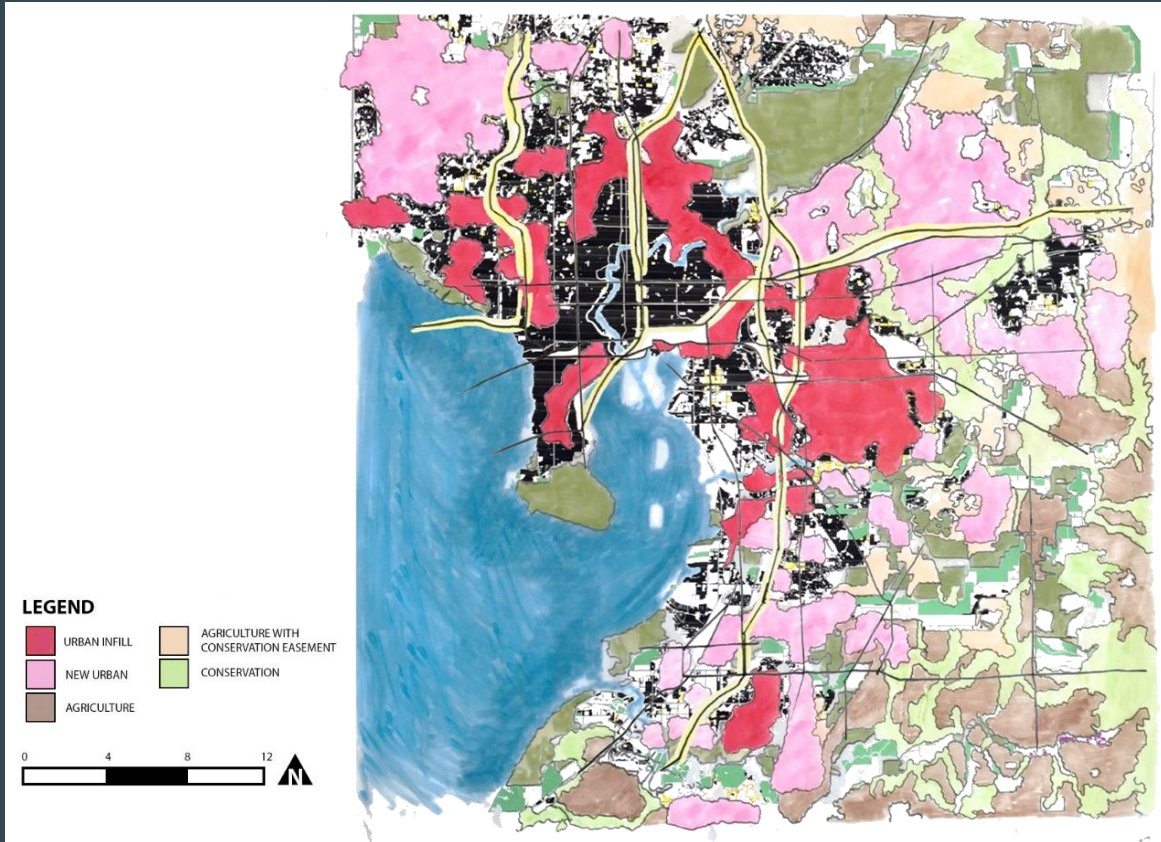 LEGEND
URBAN INFILL
NEW URBAN
AGRICULTURE
AGRICULTURE WITH
CONSERVATION EASEMENT
CONSERVATION
0 4 8 12
N